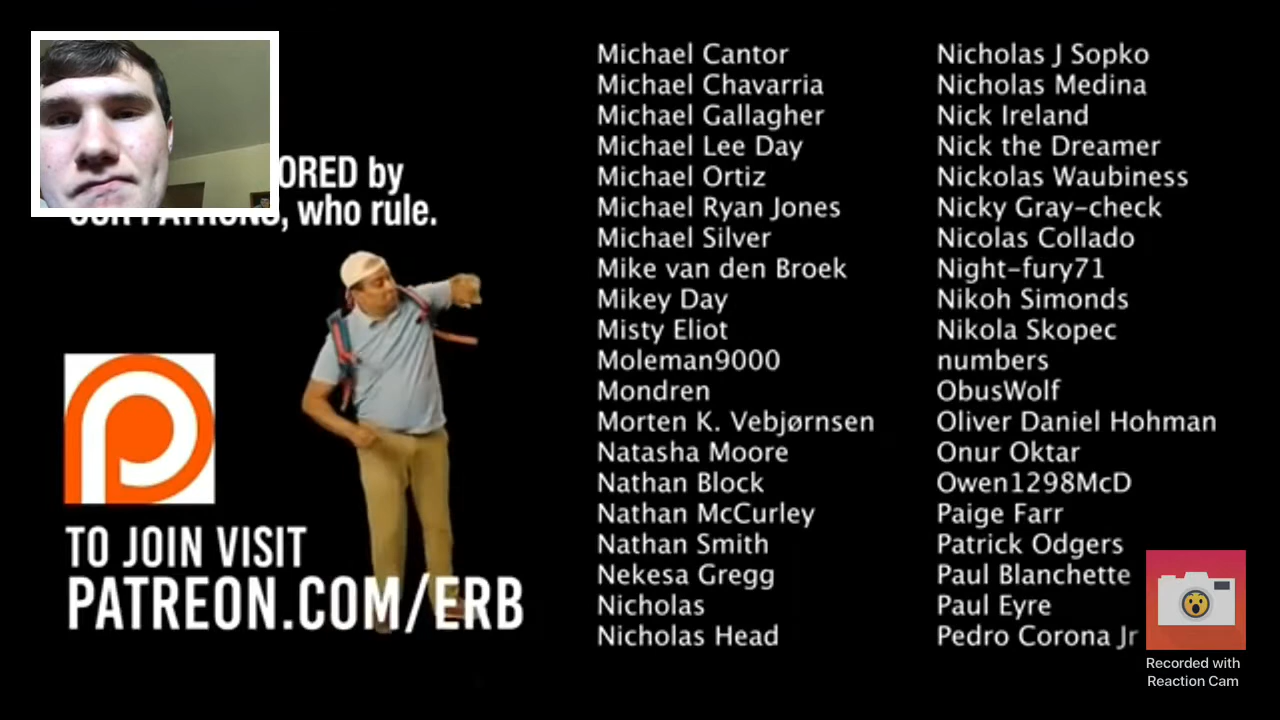 ORED by
OUR PATRONS, who rule.
TO JOIN VISIT
PATREON.COM/ERB
Michael Cantor
Michael Chavarria
Michael Gallagher
Michael Lee Day
Michael Ortiz
Michael Ryan Jones
Michael Silver
Mike van den Broek
Mikey Day
Misty Eliot
Moleman9000
Mondren
Morten K. Vebjørnsen
Natasha Moore
Nathan Block
Nathan McCurley
Nathan Smith
Nekesa Gregg
Nicholas
Nicholas Head
Nicholas J Sopko
Nicholas Medina
Nick Ireland
Nick the Dreamer
Nickolas Waubiness
Nicky Gray-check
Nicolas Collado
Night-fury71
Nikoh Simonds
Nikola Skopec
numbers
ObusWolf
Oliver Daniel Hohman
Onur Oktar
Owen1298McD
Paige Farr
Patrick Odgers
Paul Blanchette
Paul Eyre
Pedro Corona Jr
Recorded with
Reaction Cam